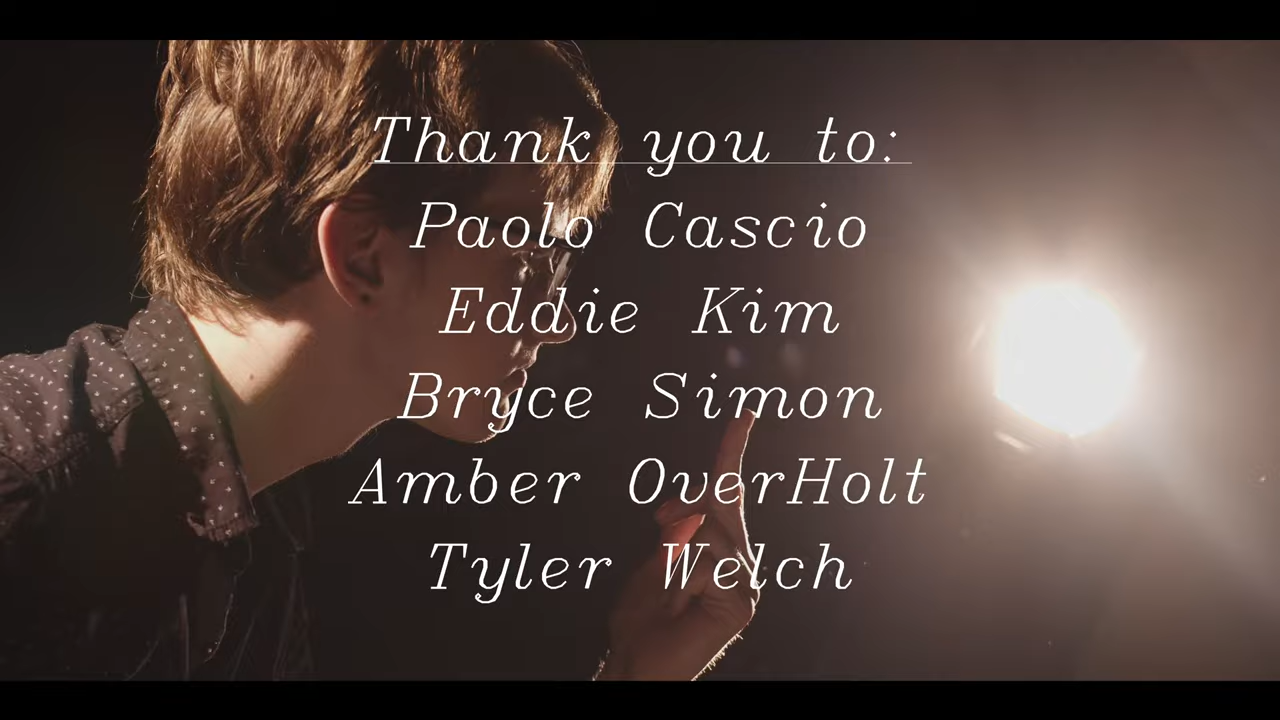 Thank you to:
Paolo Cascio
Eddie Kim
Bryce Simon
Amber OverHolt
Tyler Welch